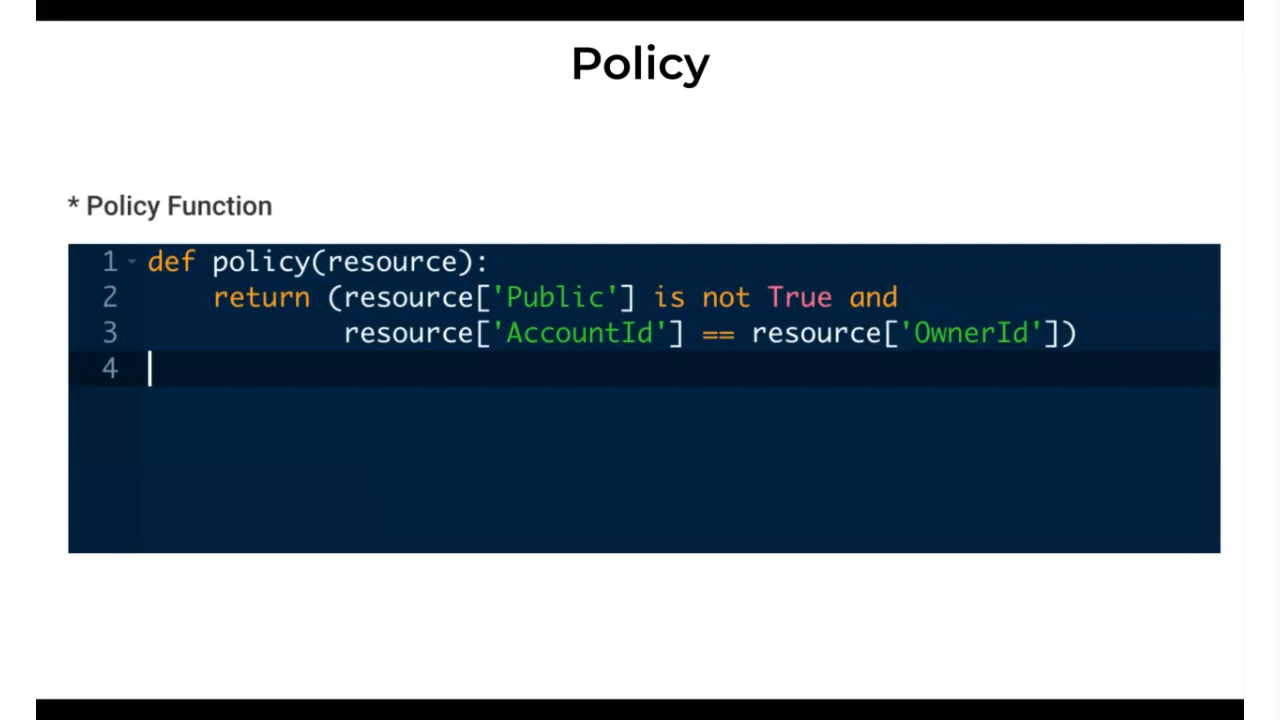 Policy
* Policy Function
1 def policy(resource):
2     return (resource['Public'] is not True and
3             resource['AccountId'] == resource['OwnerId'])
4